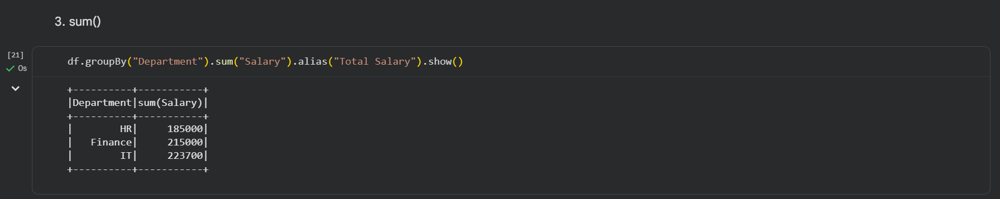 3. sum()
[21]
df.groupBy("Department").sum("Salary").alias("Total Salary").show()
0s
+----------+-----------+
|Department|sum(Salary)|
+----------+-----------+
|        HR|     185000|
|   Finance|     215000|
|        IT|     223700|
+----------+-----------+